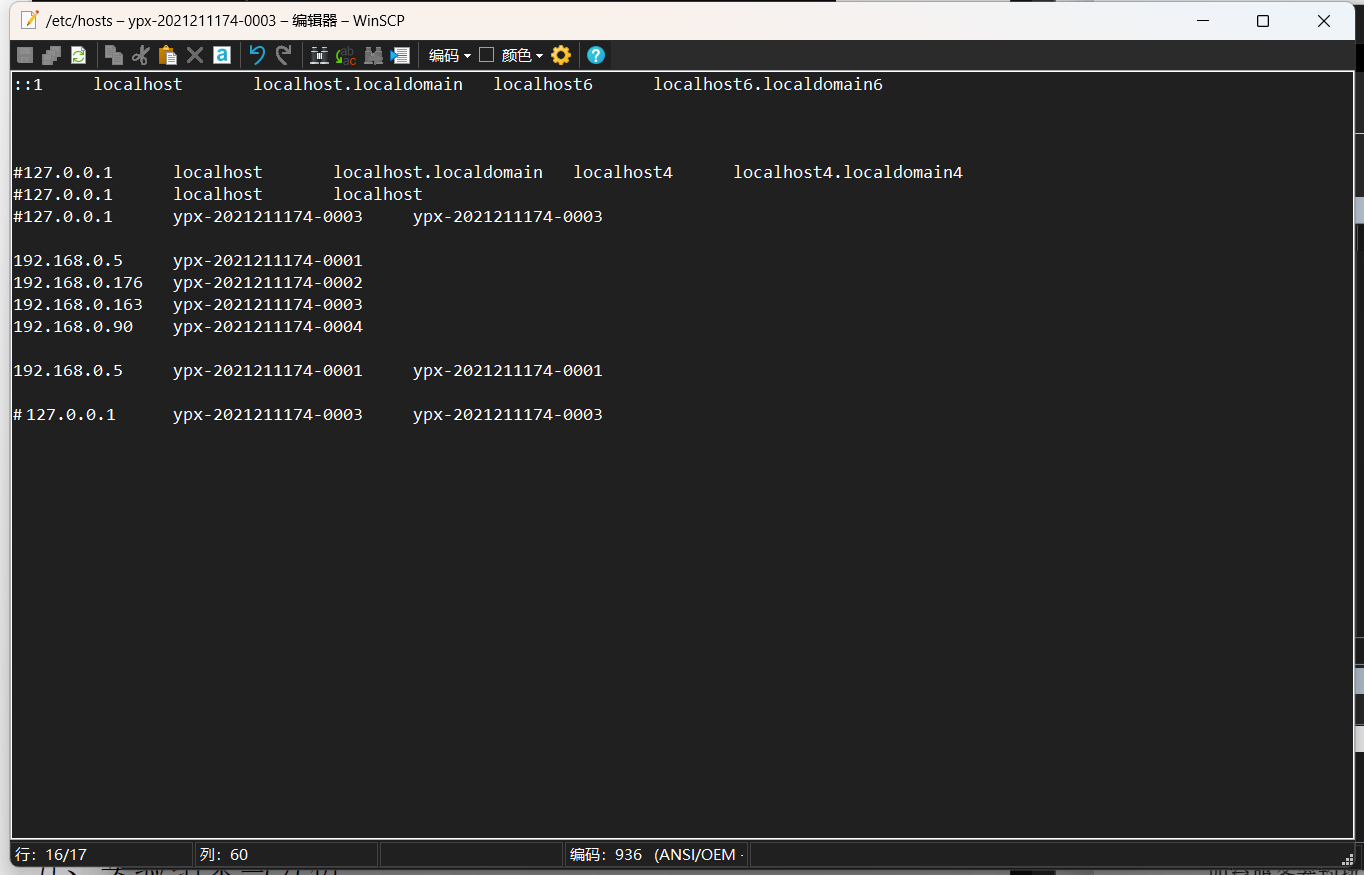 /etc/hosts – ypx-2021211174-0003 – 编辑器 – WinSCP
编码 颜色
::1 localhost localhost.localdomain localhost6 localhost6.localdomain6
#127.0.0.1 localhost localhost.localdomain localhost4 localhost4.localdomain4
#127.0.0.1 localhost localhost
#127.0.0.1 ypx-2021211174-0003 ypx-2021211174-0003
192.168.0.5 ypx-2021211174-0001
192.168.0.176 ypx-2021211174-0002
192.168.0.163 ypx-2021211174-0003
192.168.0.90 ypx-2021211174-0004
192.168.0.5 ypx-2021211174-0001 ypx-2021211174-0001
# 127.0.0.1 ypx-2021211174-0003 ypx-2021211174-0003
行: 16/17 列: 60 编码: 936 (ANSI/OEM -